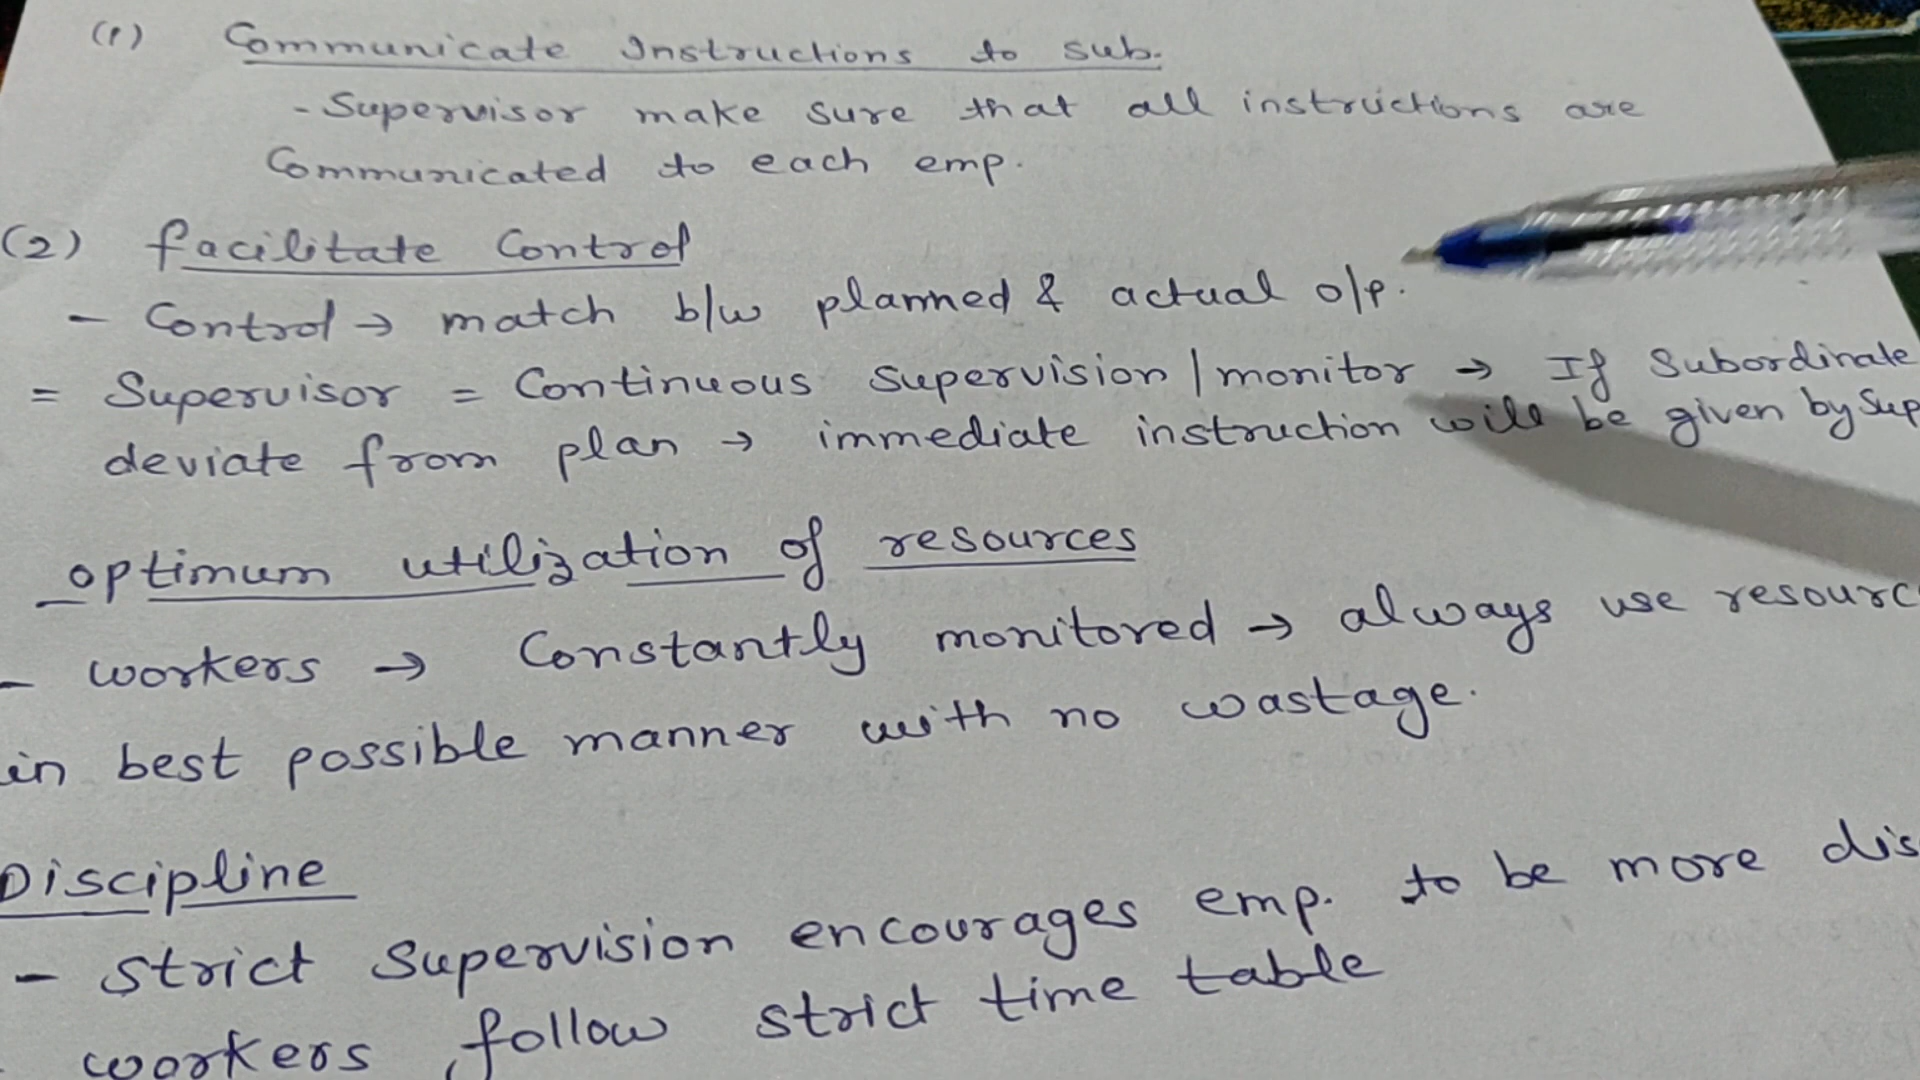 (1) Communicate Instructions to sub.
- Supervisor make sure that all instructions are
Communicated to each emp.
(2) facilitate Control
- Control → match b/w planned & actual o/p.
= Supervisor = Continuous supervision / monitor → If Subordinate
deviate from plan → immediate instruction will be given by Sup
optimum utilization of resources
- workers → Constantly monitored → always use resource
in best possible manner with no wastage.
Discipline
- strict supervision encourages emp. to be more dis
workers follow strict time table